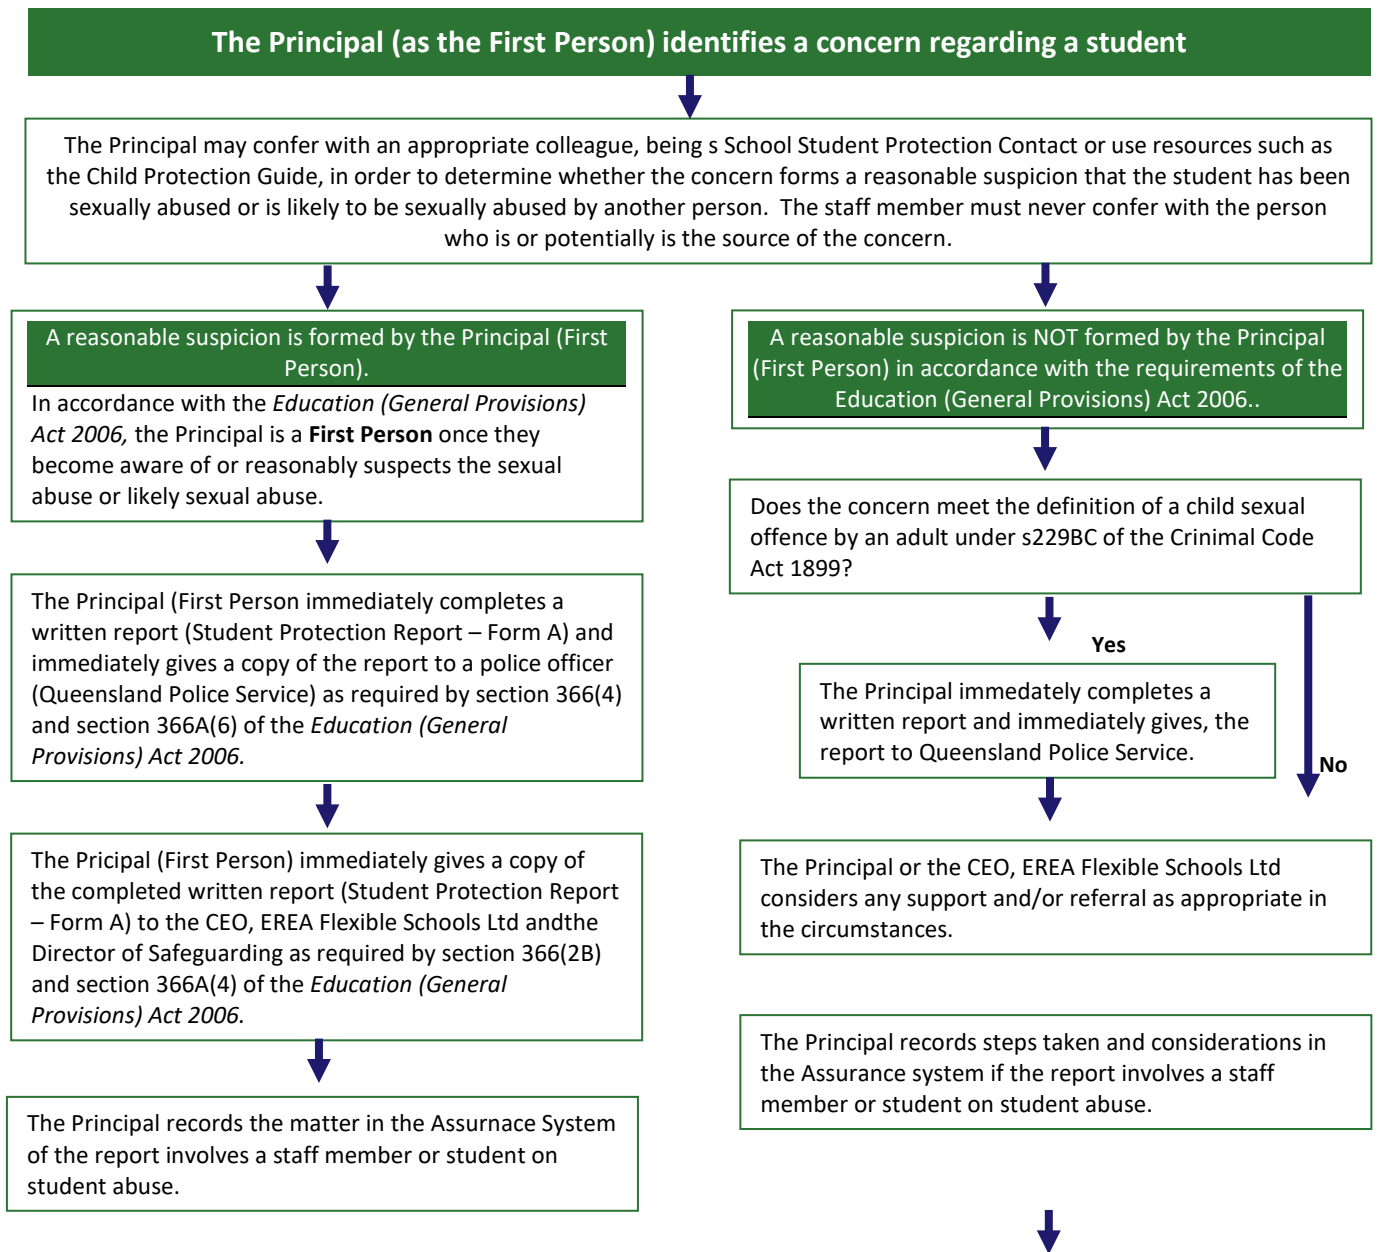 The Principal (as the First Person) identifies a concern regarding a student
The Principal may confer with an appropriate colleague, being s School Student Protection Contact or use resources such as
the Child Protection Guide, in order to determine whether the concern forms a reasonable suspicion that the student has been
sexually abused or is likely to be sexually abused by another person.  The staff member must never confer with the person
who is or potentially is the source of the concern.
A reasonable suspicion is formed by the Principal (First
Person).
In accordance with the Education (General Provisions)
Act 2006, the Principal is a First Person once they
become aware of or reasonably suspects the sexual
abuse or likely sexual abuse.
The Principal (First Person immediately completes a
written report (Student Protection Report – Form A) and
immediately gives a copy of the report to a police officer
(Queensland Police Service) as required by section 366(4)
and section 366A(6) of the Education (General
Provisions) Act 2006.
The Pricipal (First Person) immediately gives a copy of
the completed written report (Student Protection Report
– Form A) to the CEO, EREA Flexible Schools Ltd andthe
Director of Safeguarding as required by section 366(2B)
and section 366A(4) of the Education (General
Provisions) Act 2006.
The Principal records the matter in the Assurnace System
of the report involves a staff member or student on
student abuse.
A reasonable suspicion is NOT formed by the Principal
(First Person) in accordance with the requirements of the
Education (General Provisions) Act 2006..
Does the concern meet the definition of a child sexual
offence by an adult under s229BC of the Crinimal Code
Act 1899?
Yes
The Principal immedately completes a
written report and immediately gives, the
report to Queensland Police Service.
No
The Principal or the CEO, EREA Flexible Schools Ltd
considers any support and/or referral as appropriate in
the circumstances.
The Principal records steps taken and considerations in
the Assurance system if the report involves a staff
member or student on student abuse.